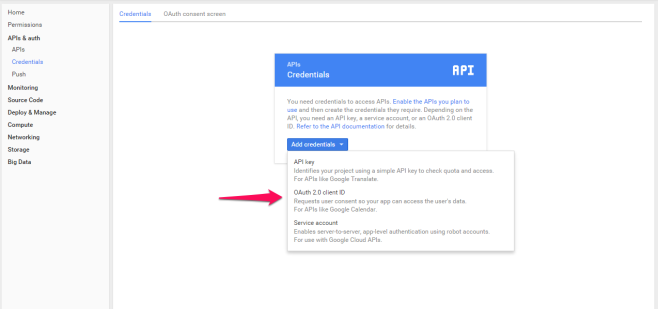 Home
Permissions
APIs & auth
APIs
Credentials
Push
Monitoring
Source Code
Deploy & Manage
Compute
Networking
Storage
Big Data
Credentials
OAuth consent screen
APIs
Credentials
API
You need credentials to access APIs. Enable the APIs you plan to
use and then create the credentials they require. Depending on the
API, you need an API key, a service account, or an OAuth 2.0 client
ID. Refer to the API documentation for details.
Add credentials
API key
Identifies your project using a simple API key to check quota and access.
For APIs like Google Translate.
OAuth 2.0 client ID
Requests user consent so your app can access the user's data.
For APIs like Google Calendar.
Service account
Enables server-to-server, app-level authentication using robot accounts.
For use with Google Cloud APIs.